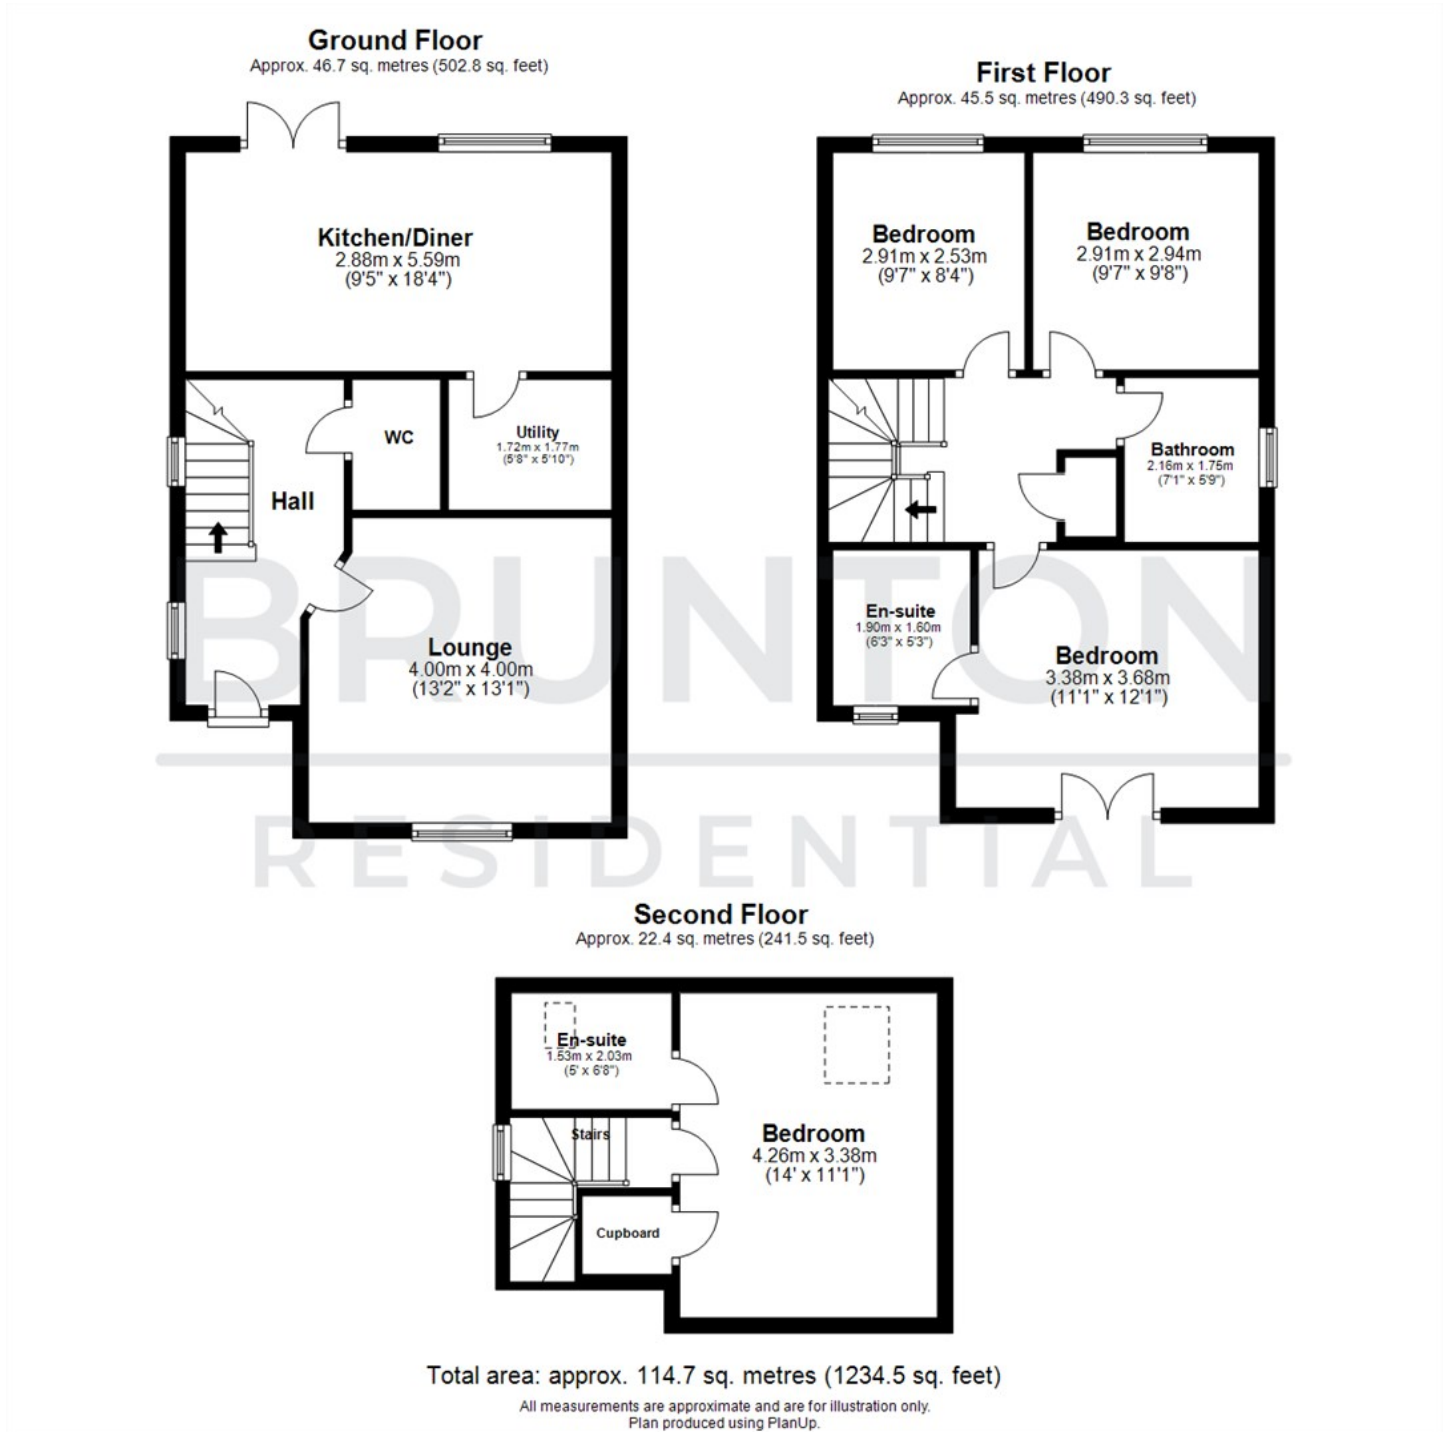 Ground Floor
Approx. 46.7 sq. metres (502.8 sq. feet)
Kitchen/Diner
2.88m x 5.59m
(9'5" x 18'4")
WC
Utility
1.72m x 1.77m
(5'8" x 5'10")
Hall
Lounge
4.00m x 4.00m
(13'2" x 13'1")
First Floor
Approx. 45.5 sq. metres (490.3 sq. feet)
Bedroom
2.91m x 2.53m
(9'7" x 8'4")
Bedroom
2.91m x 2.94m
(9'7" x 9'8")
Bathroom
2.16m x 1.75m
(7'1" x 5'9")
En-suite
1.90m x 1.60m
(6'3" x 5'3")
Bedroom
3.38m x 3.68m
(11'1" x 12'1")
BRUNTON
RESIDENTIAL
Second Floor
Approx. 22.4 sq. metres (241.5 sq. feet)
En-suite
1.53m x 2.03m
(5' x 6'8")
Stairs
Bedroom
4.26m x 3.38m
(14' x 11'1")
Cupboard
Total area: approx. 114.7 sq. metres (1234.5 sq. feet)
All measurements are approximate and are for illustration only.
Plan produced using PlanUp.